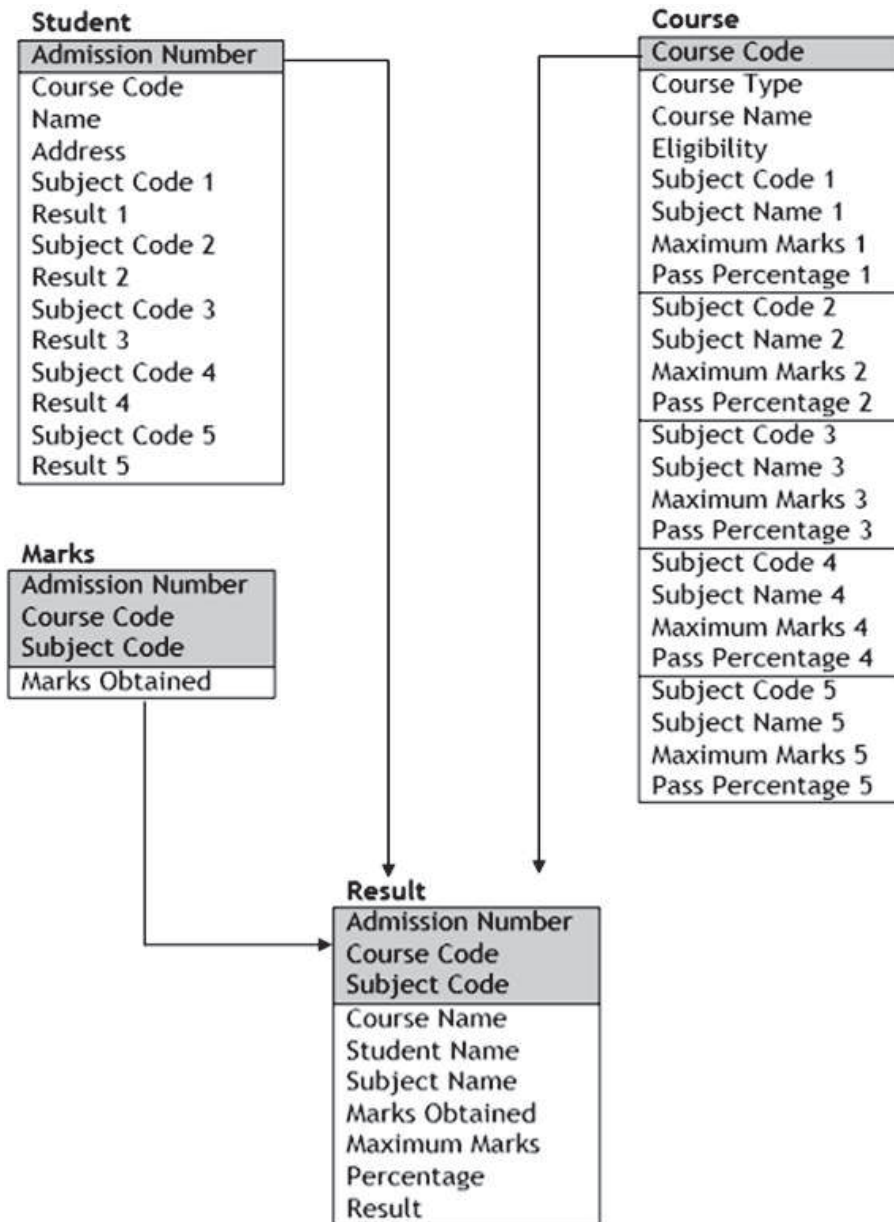 Student
Admission Number
Course Code
Name
Address
Subject Code 1
Result 1
Subject Code 2
Result 2
Subject Code 3
Result 3
Subject Code 4
Result 4
Subject Code 5
Result 5
Course
Course Code
Course Type
Course Name
Eligibility
Subject Code 1
Subject Name 1
Maximum Marks 1
Pass Percentage 1
Subject Code 2
Subject Name 2
Maximum Marks 2
Pass Percentage 2
Subject Code 3
Subject Name 3
Maximum Marks 3
Pass Percentage 3
Subject Code 4
Subject Name 4
Maximum Marks 4
Pass Percentage 4
Subject Code 5
Subject Name 5
Maximum Marks 5
Pass Percentage 5
Marks
Admission Number
Course Code
Subject Code
Marks Obtained
Result
Admission Number
Course Code
Subject Code
Course Name
Student Name
Subject Name
Marks Obtained
Maximum Marks
Percentage
Result